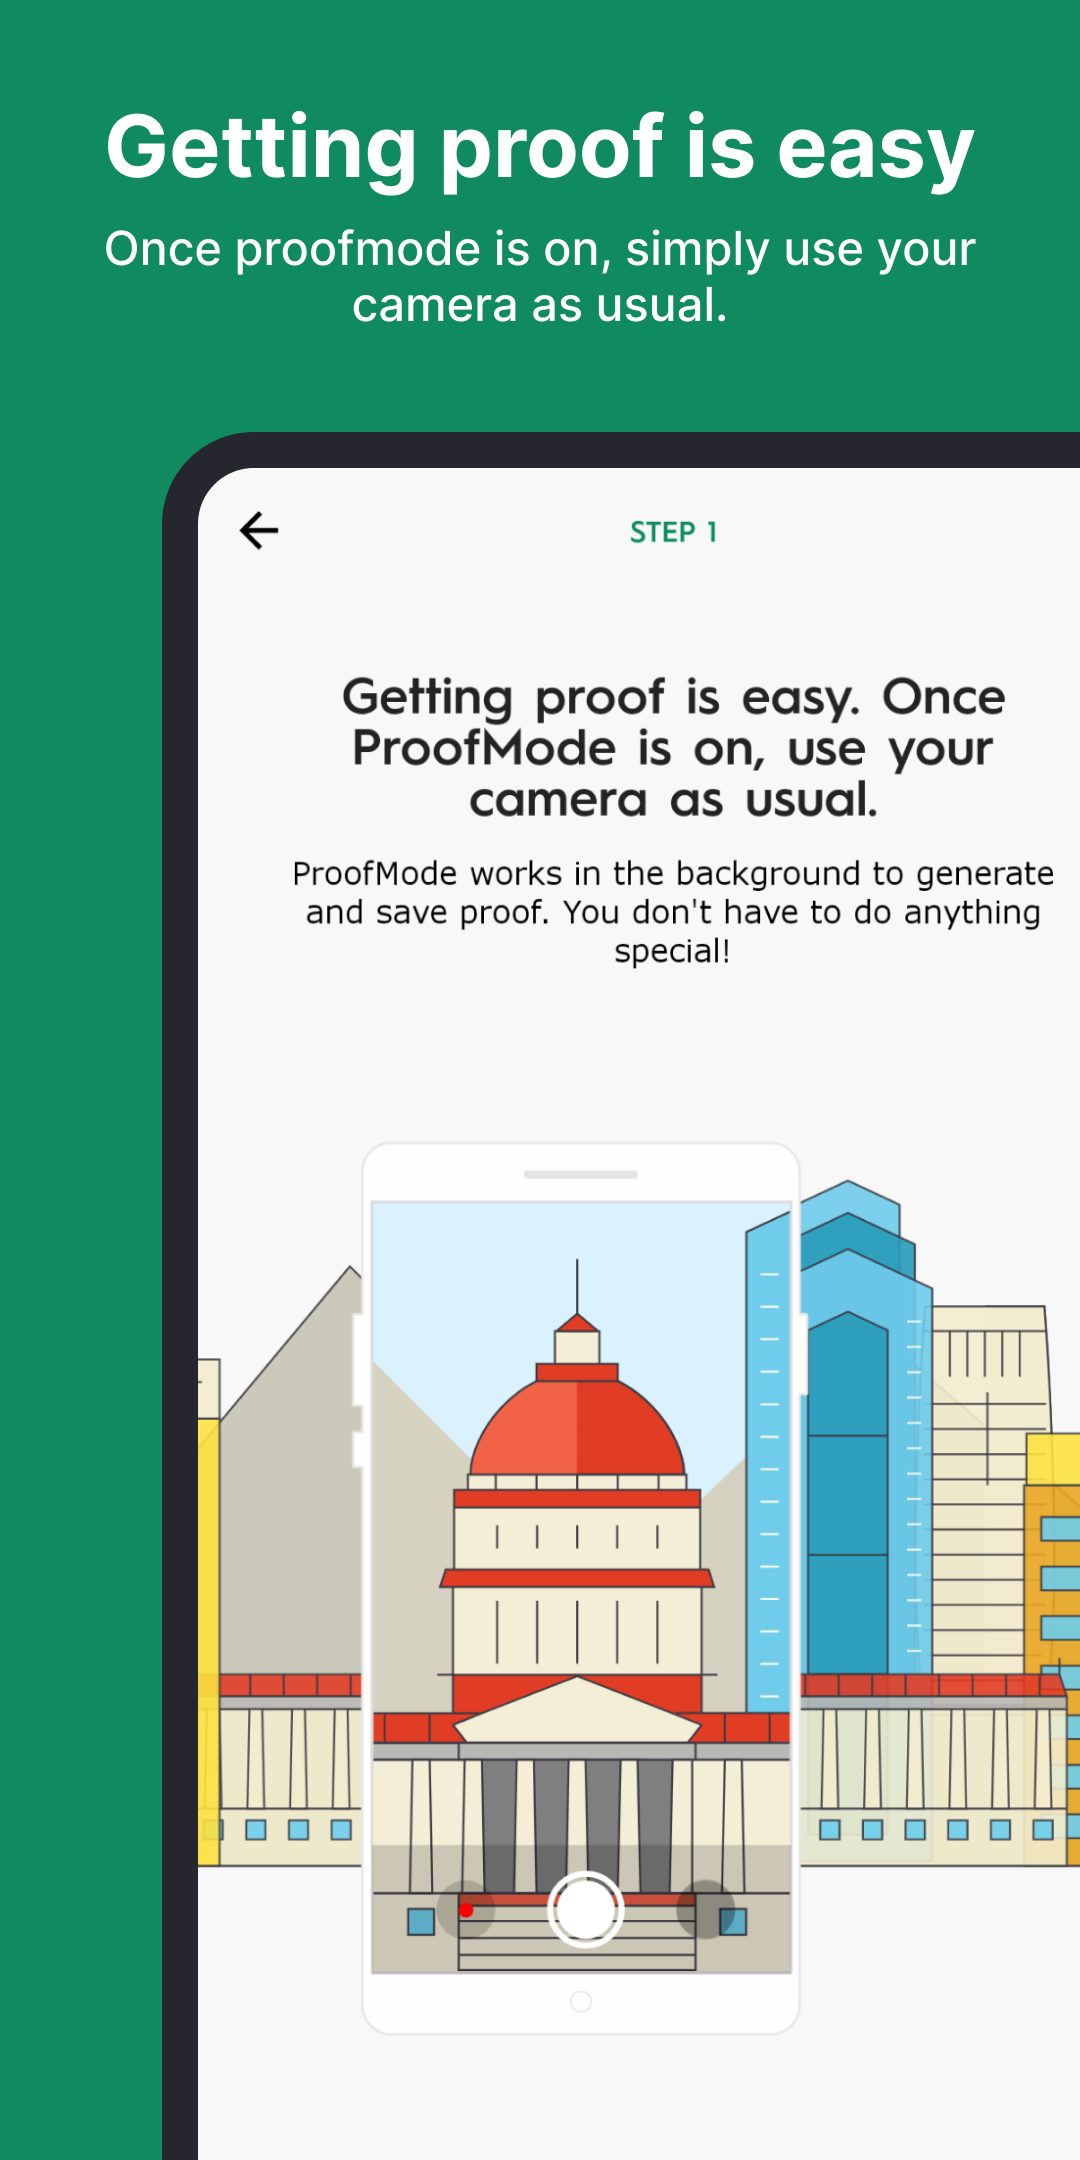 Getting proof is easy
Once proofmode is on, simply use your
camera as usual.
STEP 1
Getting proof is easy. Once
ProofMode is on, use your
camera as usual.
ProofMode works in the background to generate
and save proof. You don't have to do anything
special!